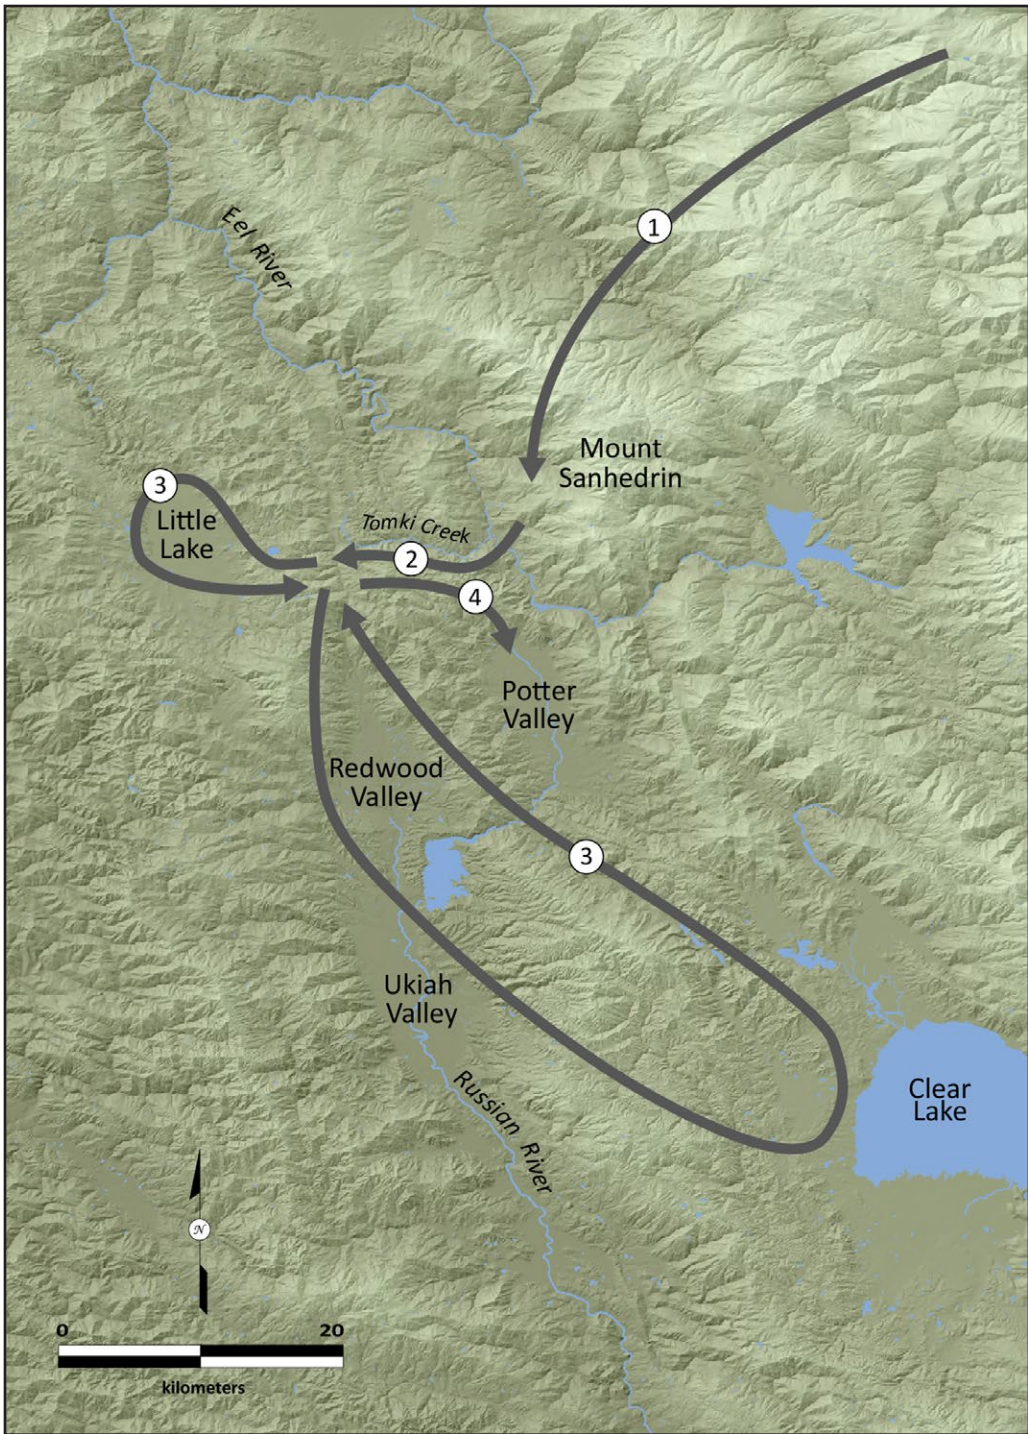 1
Eel River
Mount
Sanhedrin
3
Little
Lake
Tomki Creek
2
4
Potter
Valley
Redwood
Valley
3
Ukiah
Valley
Russian River
Clear
Lake
N
0 20
kilometers